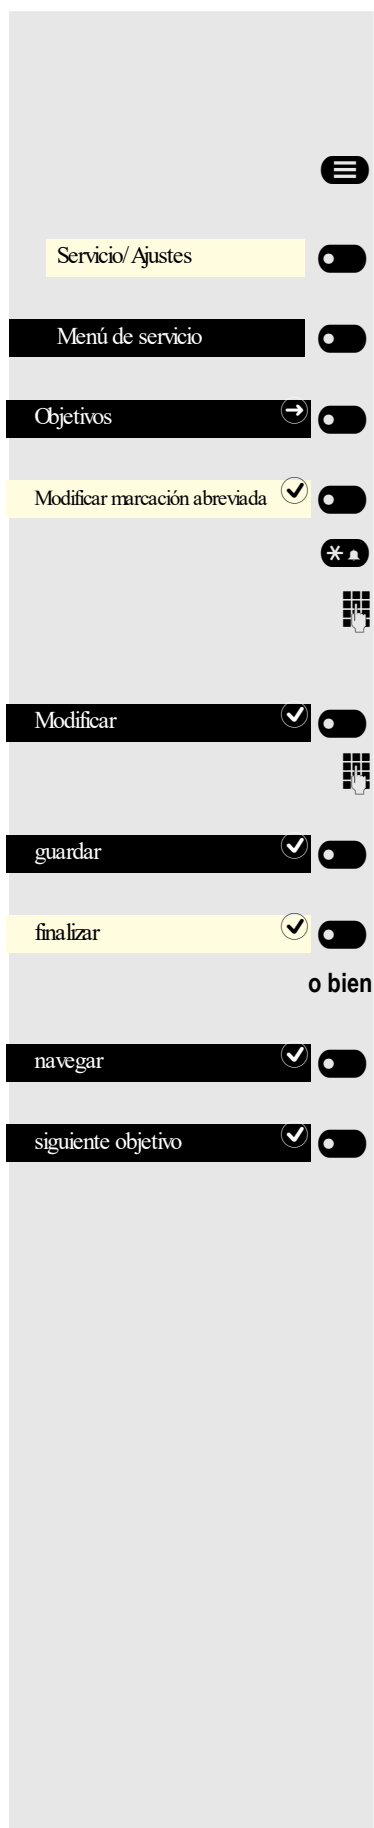 Servicio/Ajustes
Menú de servicio
Objetivos
Modificar marcación abreviada
Modificar
guardar
finalizar
o bien
navegar
siguiente objetivo